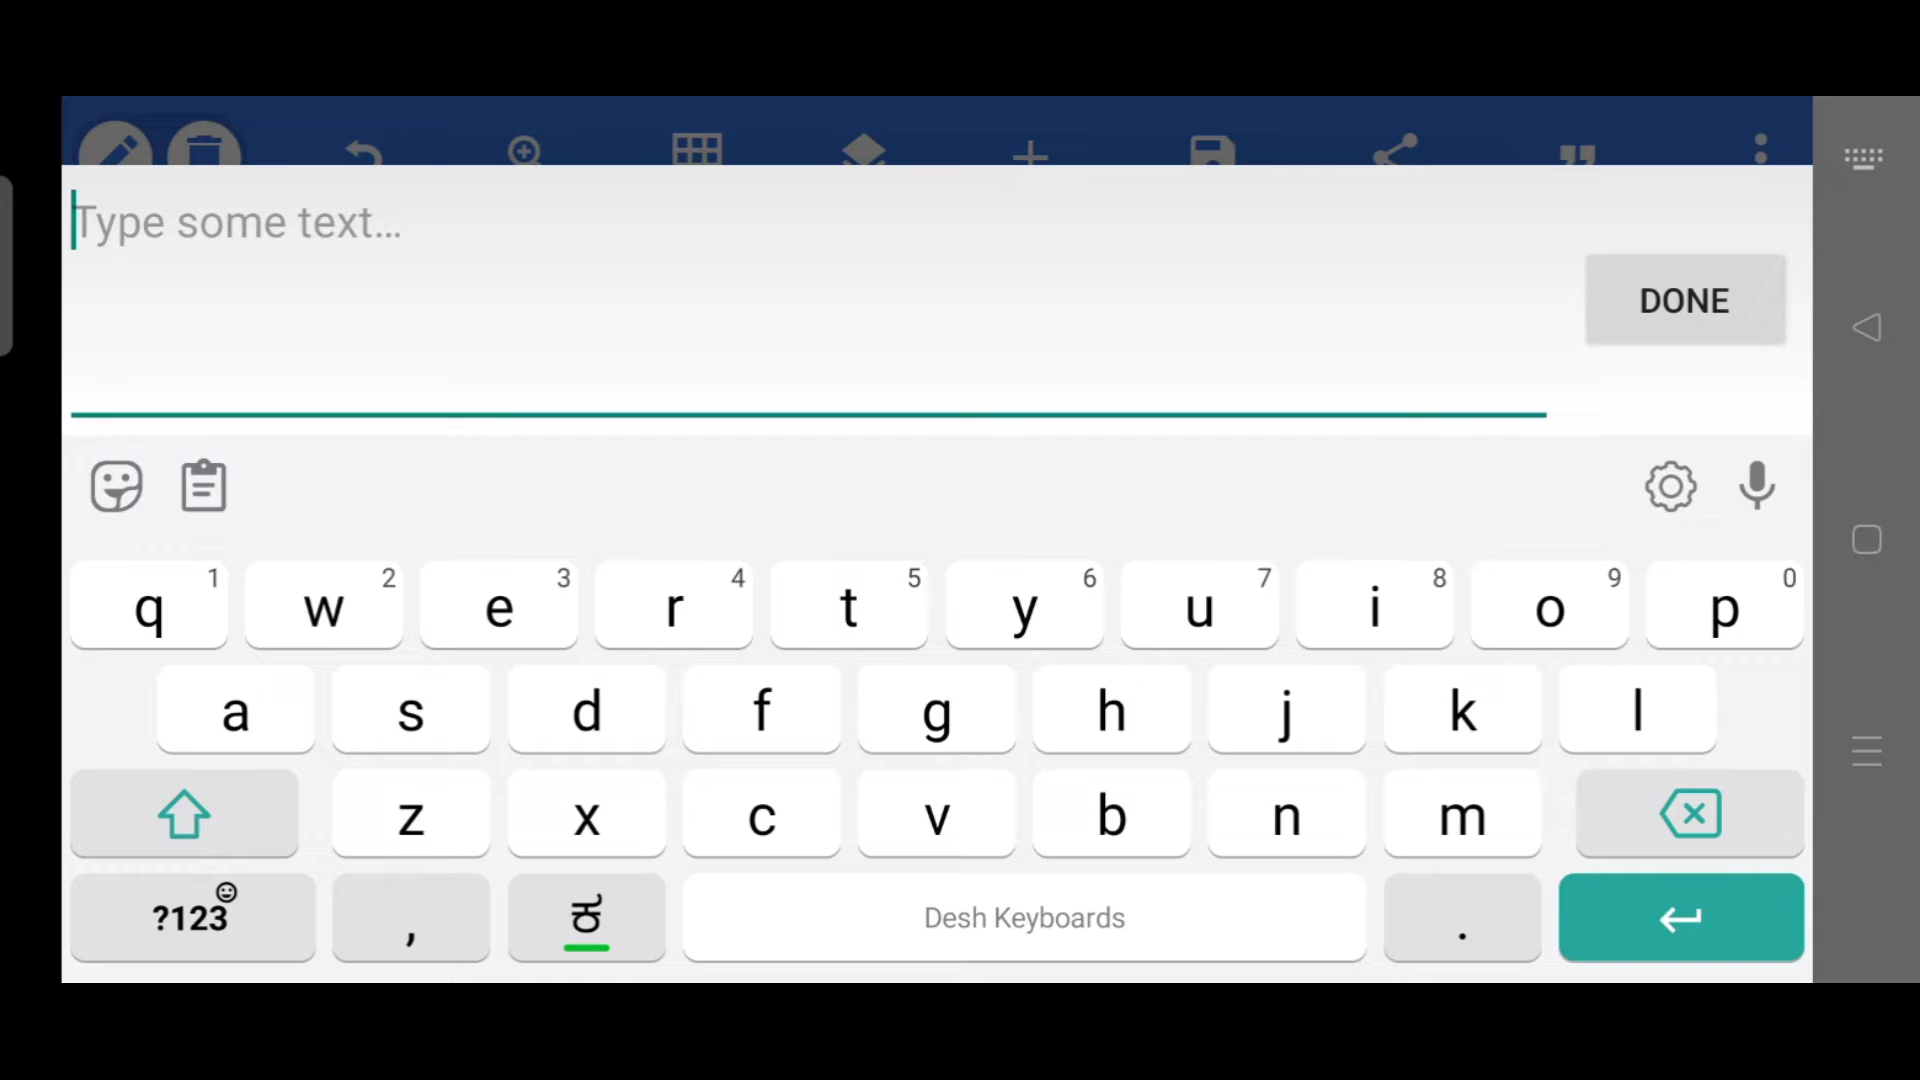 Type some text...
DONE
q 1 w 2 e 3 r 4 t 5 y 6 u 7 i 8 o 9 p 0
a s d f g h j k l
z x c v b n m
?123 , ಕ Desh Keyboards .